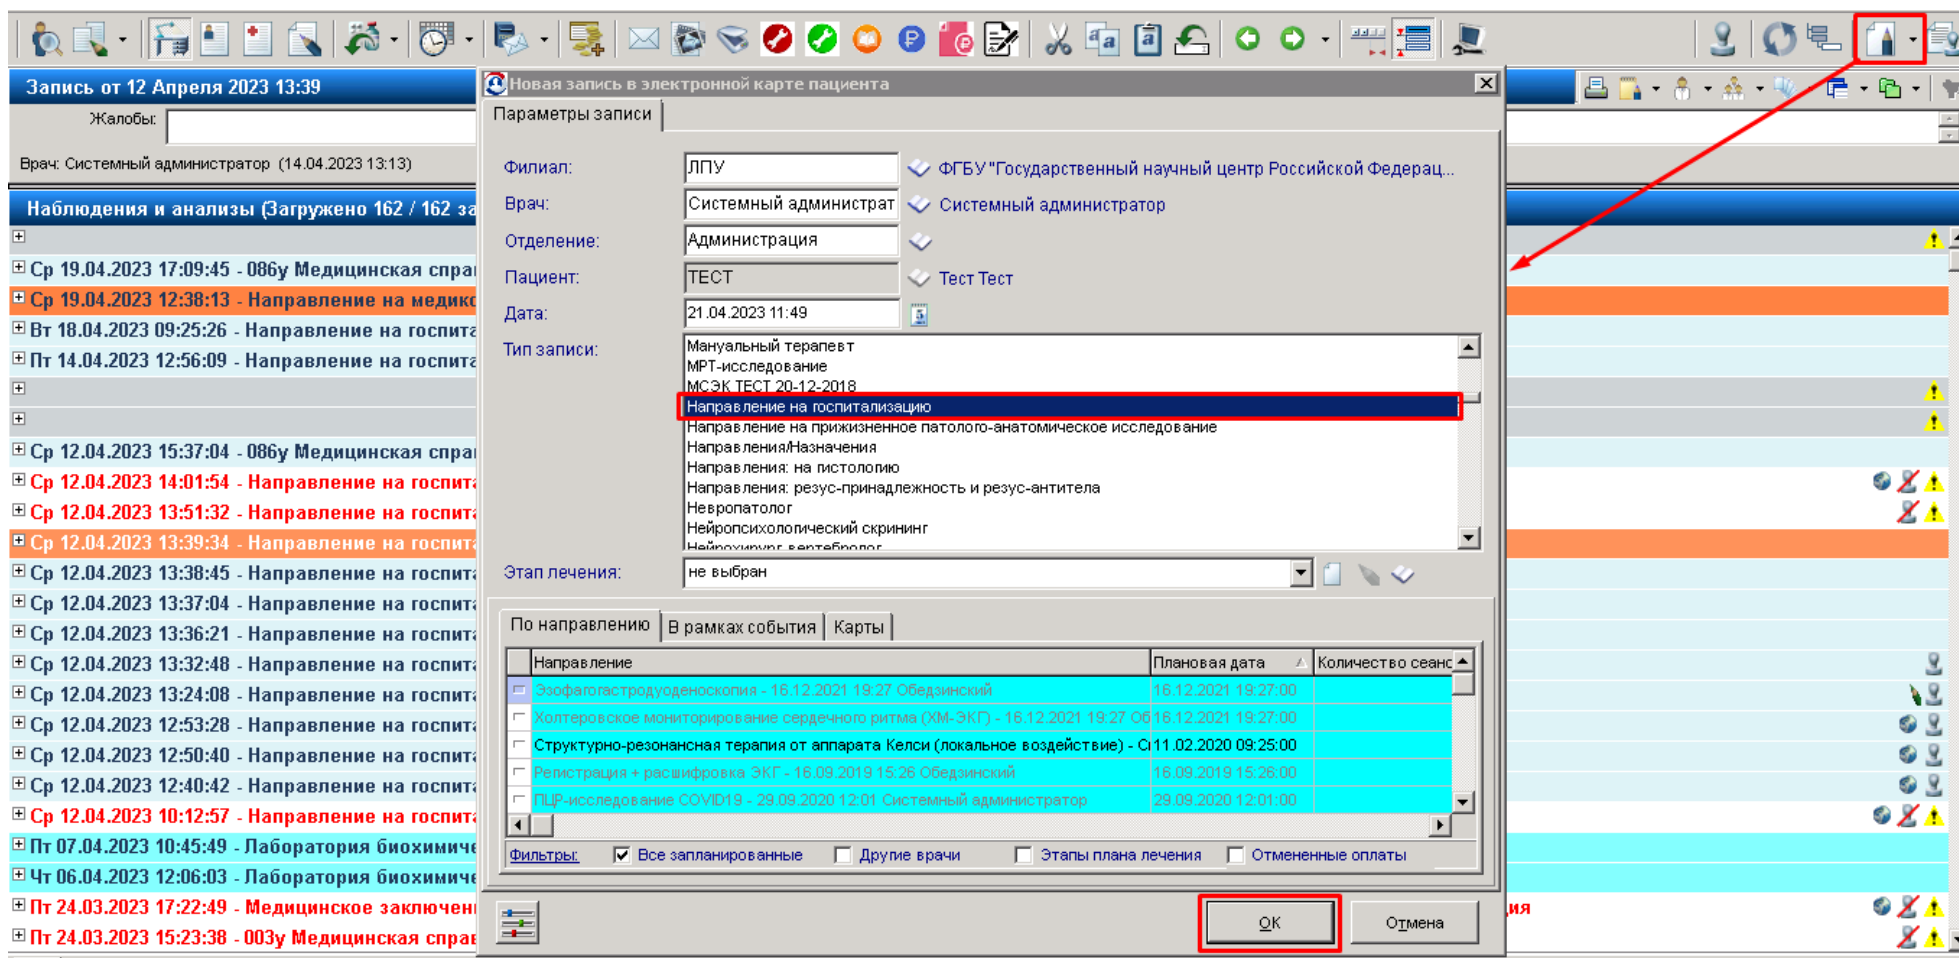 Запись от 12 Апреля 2023 13:39
Жалобы:
Врач: Системный администратор (14.04.2023 13:13)
Наблюдения и анализы (Загружено 162 / 162 за
Ср 19.04.2023 17:09:45 - 086у Медицинская спра
Ср 19.04.2023 12:38:13 - Направление на медико
Вт 18.04.2023 09:25:26 - Направление на госпита
Пт 14.04.2023 12:56:09 - Направление на госпита
Ср 12.04.2023 15:37:04 - 086у Медицинская спра
Ср 12.04.2023 14:01:54 - Направление на госпита
Ср 12.04.2023 13:51:32 - Направление на госпита
Ср 12.04.2023 13:39:34 - Направление на госпита
Ср 12.04.2023 13:38:45 - Направление на госпита
Ср 12.04.2023 13:37:04 - Направление на госпита
Ср 12.04.2023 13:36:21 - Направление на госпита
Ср 12.04.2023 13:32:48 - Направление на госпита
Ср 12.04.2023 13:24:08 - Направление на госпита
Ср 12.04.2023 12:53:28 - Направление на госпита
Ср 12.04.2023 12:50:40 - Направление на госпита
Ср 12.04.2023 12:40:42 - Направление на госпита
Ср 12.04.2023 10:12:57 - Направление на госпита
Пт 07.04.2023 10:45:49 - Лаборатория биохимиче
Чт 06.04.2023 12:06:03 - Лаборатория биохимиче
Пт 24.03.2023 17:22:49 - Медицинское заключен
ия
Пт 24.03.2023 15:23:38 - 003у Медицинская спра
Новая запись в электронной карте пациента
Параметры записи
Филиал: ЛПУ ФГБУ "Государственный научный центр Российской Федерац...
Врач: Системный администрат Системный администратор
Отделение: Администрация
Пациент: ТЕСТ Тест Тест
Дата: 21.04.2023 11:49
Тип записи:
Мануальный терапевт
МРТ-исследование
МСЭК ТЕСТ 20-12-2018
Направление на госпитализацию
Направление на прижизненное патолого-анатомическое исследование
Направления/Назначения
Направления: на гистологию
Направления: резус-принадлежность и резус-антитела
Невропатолог
Нейропсихологический скрининг
Нейрохирург вертебролог
Этап лечения: не выбран
По направлению В рамках события Карты
Направление Плановая дата Количество сеанс
Эзофагогастродуоденоскопия - 16.12.2021 19:27 Обедзинский 16.12.2021 19:27:00
Холтеровское мониторирование сердечного ритма (ХМ-ЭКГ) - 16.12.2021 19:27 Об 16.12.2021 19:27:00
Структурно-резонансная терапия от аппарата Келси (локальное воздействие) - Си 11.02.2020 09:25:00
Регистрация + расшифровка ЭКГ - 16.09.2019 15:26 Обедзинский 16.09.2019 15:26:00
ПЦР-исследование COVID19 - 29.09.2020 12:01 Системный администратор 29.09.2020 12:01:00
Фильтры: Все запланированные Другие врачи Этапы плана лечения Отмененные оплаты
OK Отмена